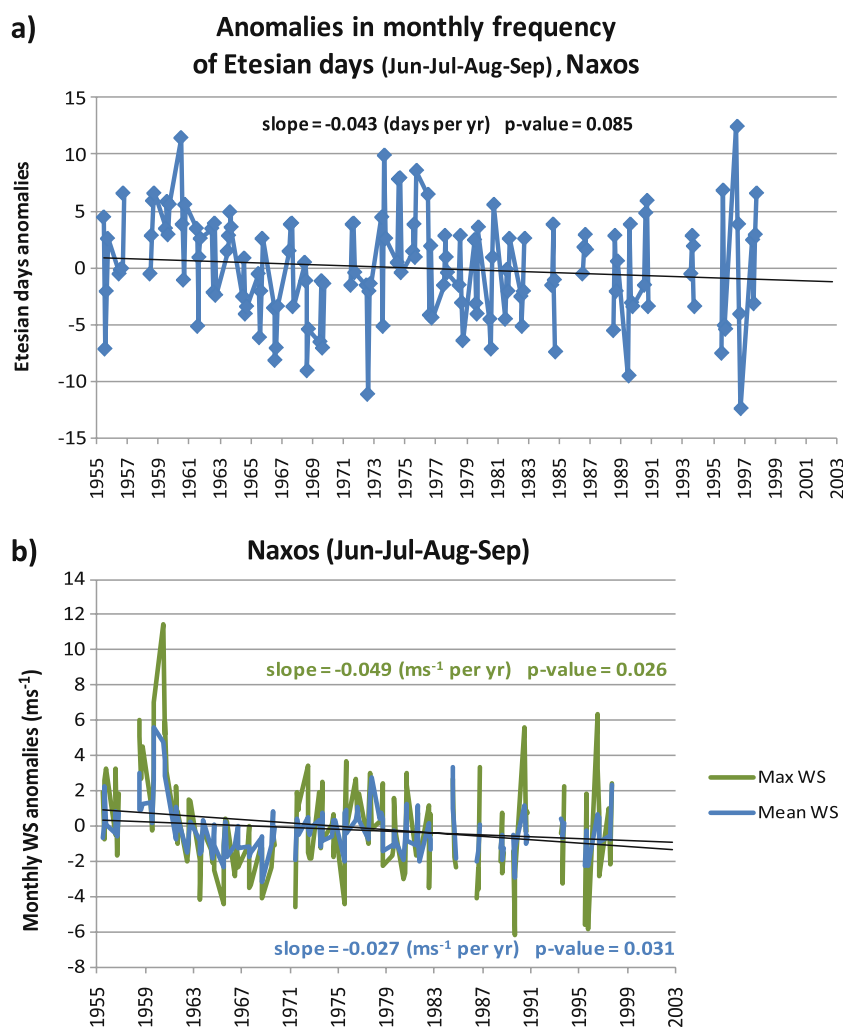 a)
Anomalies in monthly frequency
of Etesian days (Jun-Jul-Aug-Sep), Naxos
Etesian days anomalies
15
10
5
0
-5
-10
-15
slope = -0.043 (days per yr) p-value = 0.085
1955 1957 1959 1961 1963 1965 1967 1969 1971 1973 1975 1977 1979 1981 1983 1985 1987 1989 1991 1993 1995 1997 1999 2001 2003
b)
Naxos (Jun-Jul-Aug-Sep)
Monthly WS anomalies (ms⁻¹)
14
12
10
8
6
4
2
0
-2
-4
-6
-8
slope = -0.049 (ms⁻¹ per yr) p-value = 0.026
Max WS
Mean WS
slope = -0.027 (ms⁻¹ per yr) p-value = 0.031
1955 1959 1963 1967 1971 1975 1979 1983 1987 1991 1995 1999 2003